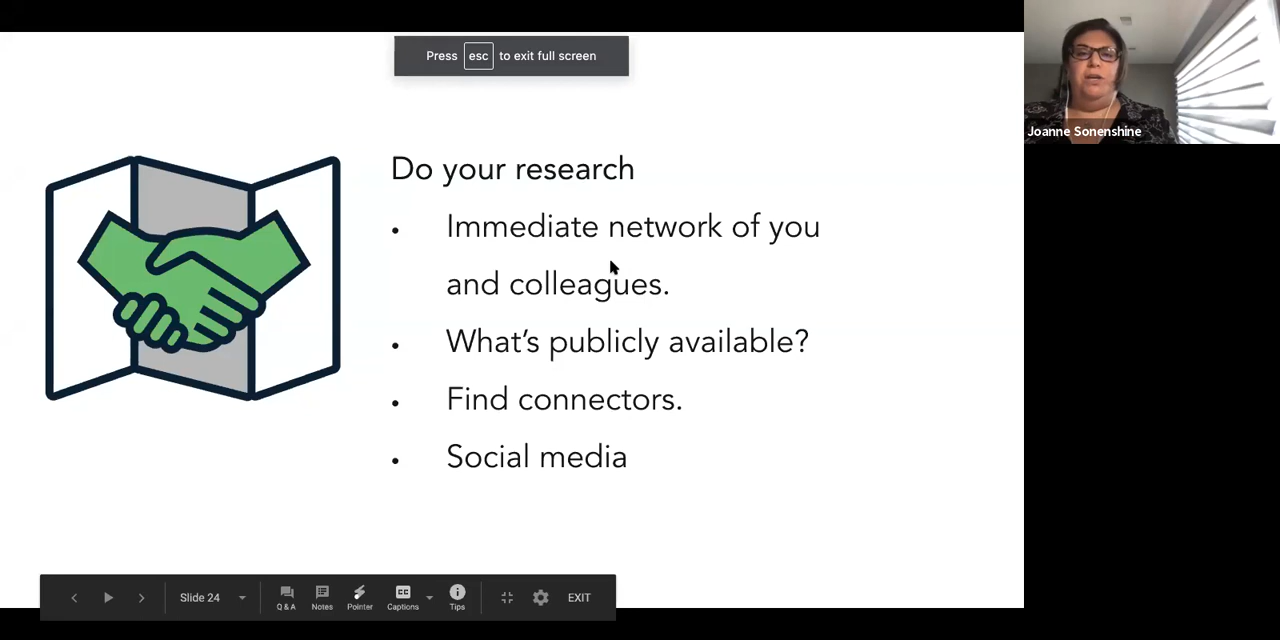 Press esc to exit full screen
Joanne Sonenshine
Do your research
• Immediate network of you
and colleagues.
• What's publicly available?
• Find connectors.
• Social media
Slide 24
Q & A
Notes
Pointer
CC
Captions
Tips
EXIT